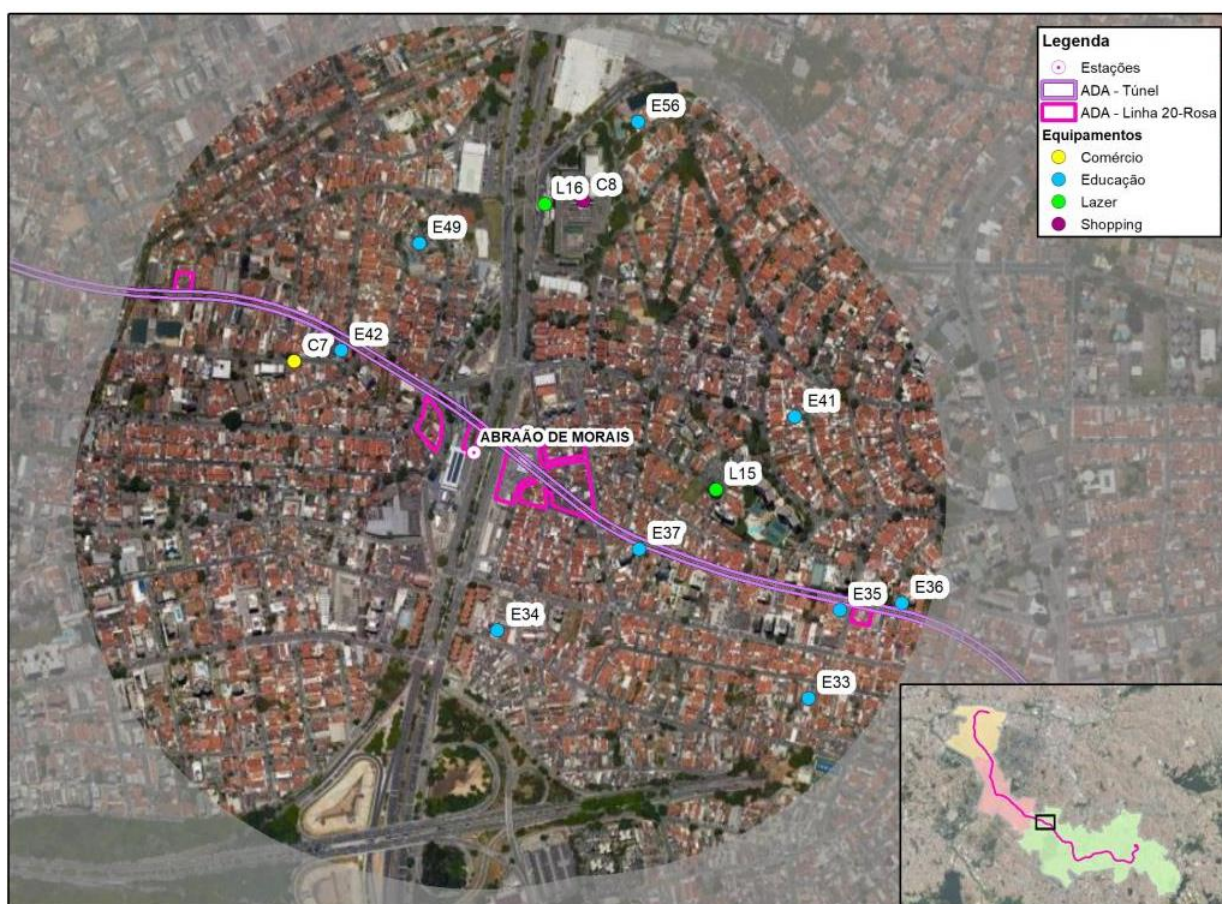 Legenda
Estações
ADA - Túnel
ADA - Linha 20-Rosa
Equipamentos
Comércio
Educação
Lazer
Shopping
E56
L16
C8
E49
C7
E42
E41
ABRAÃO DE MORAIS
L15
E37
E35
E36
E34
E33